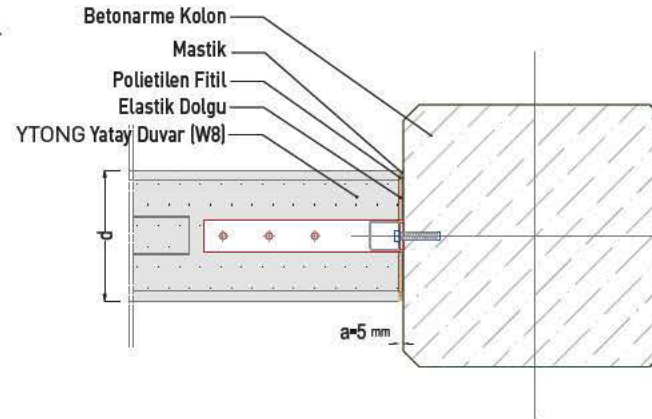 Betonarme Kolon
Mastik
Polietilen Fitil
Elastik Dolgu
YTONG Yatay Duvar (W8)
d
a=5 mm